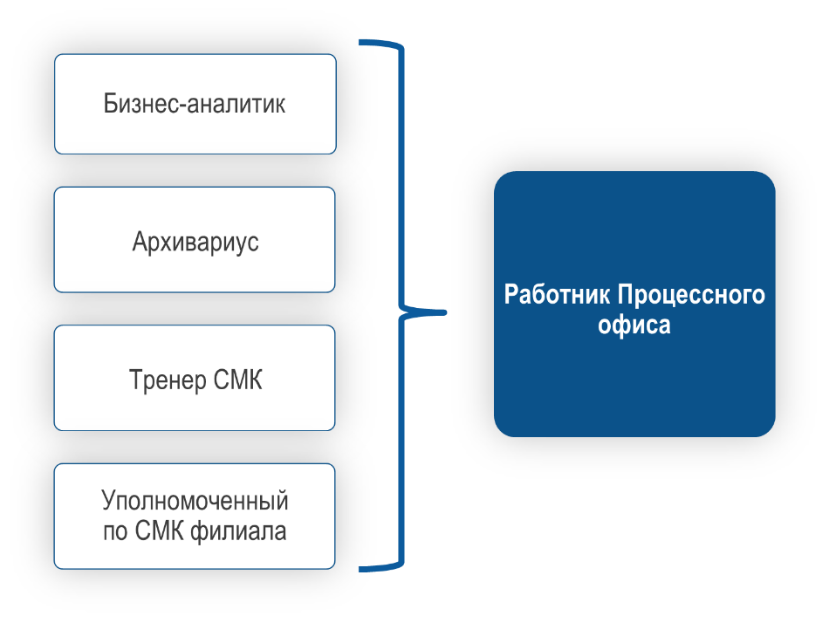 Бизнес-аналитик
Архивариус
Тренер СМК
Уполномоченный
по СМК филиала
Работник Процессного
офиса